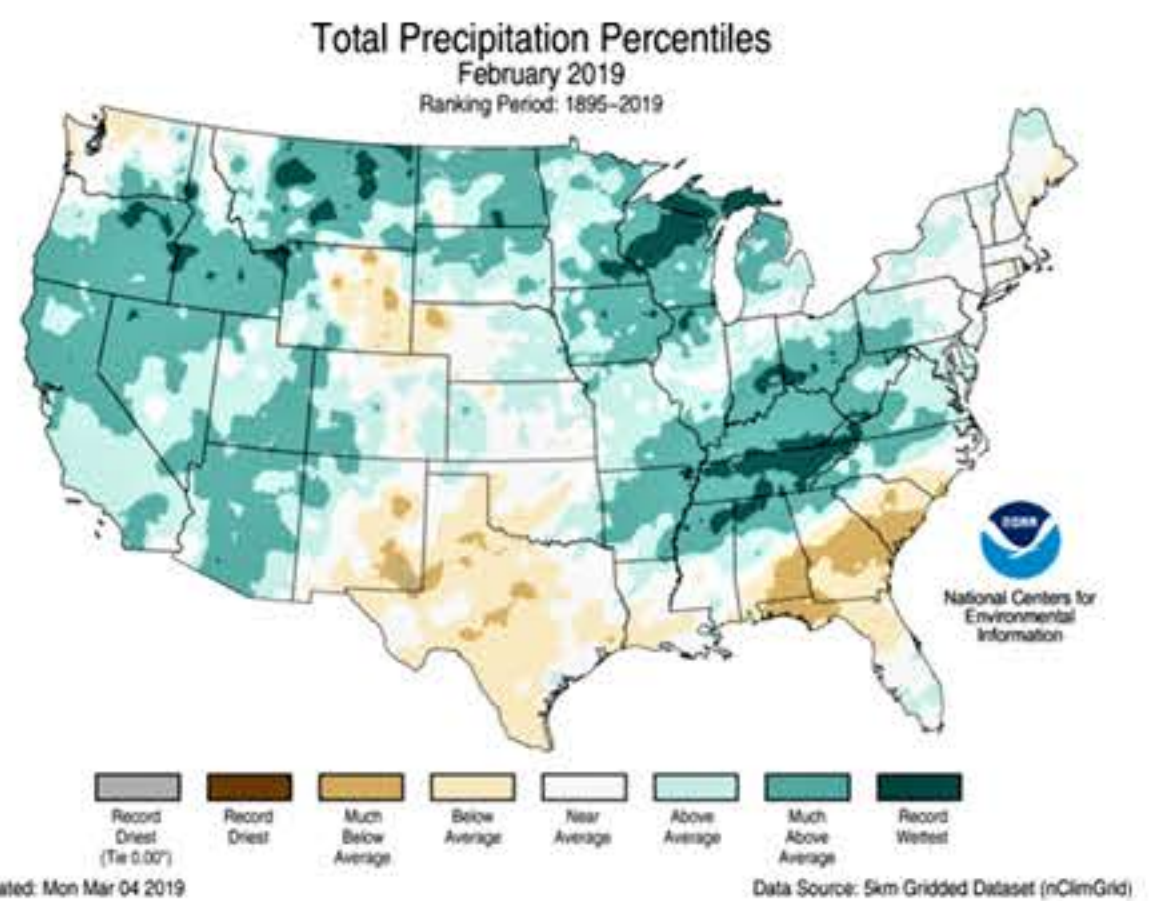 Total Precipitation Percentiles
February 2019
Ranking Period: 1895–2019
NOAA
National Centers for
Environmental
Information
Record
Driest
(Tie 0.00")
Record
Driest
Much
Below
Average
Below
Average
Near
Average
Above
Average
Much
Above
Average
Record
Wettest
ated: Mon Mar 04 2019
Data Source: 5km Gridded Dataset (nClimGrid)